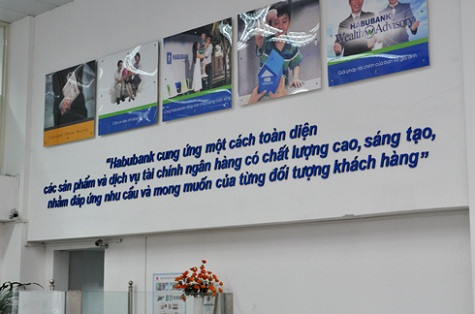 HABUBANK
HABUBANK
Wealth Advisory
"Habubank cung ứng một cách toàn diện
các sản phẩm và dịch vụ tài chính ngân hàng có chất lượng cao, sáng tạo,
nhằm đáp ứng nhu cầu và mong muốn của từng đối tượng khách hàng"